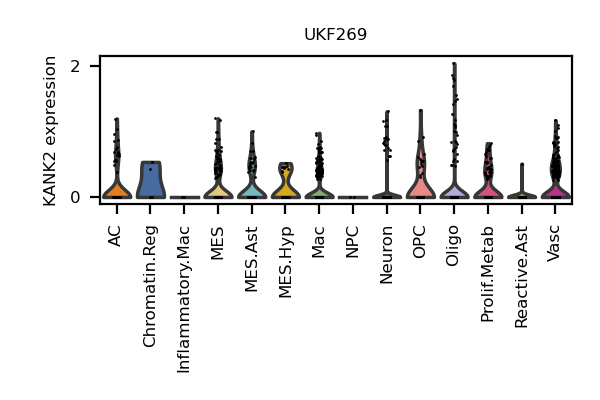 UKF269
KANK2 expression
2
0
AC
Chromatin.Reg
Inflammatory.Mac
MES
MES.Ast
MES.Hyp
Mac
NPC
Neuron
OPC
Oligo
Prolif.Metab
Reactive.Ast
Vasc